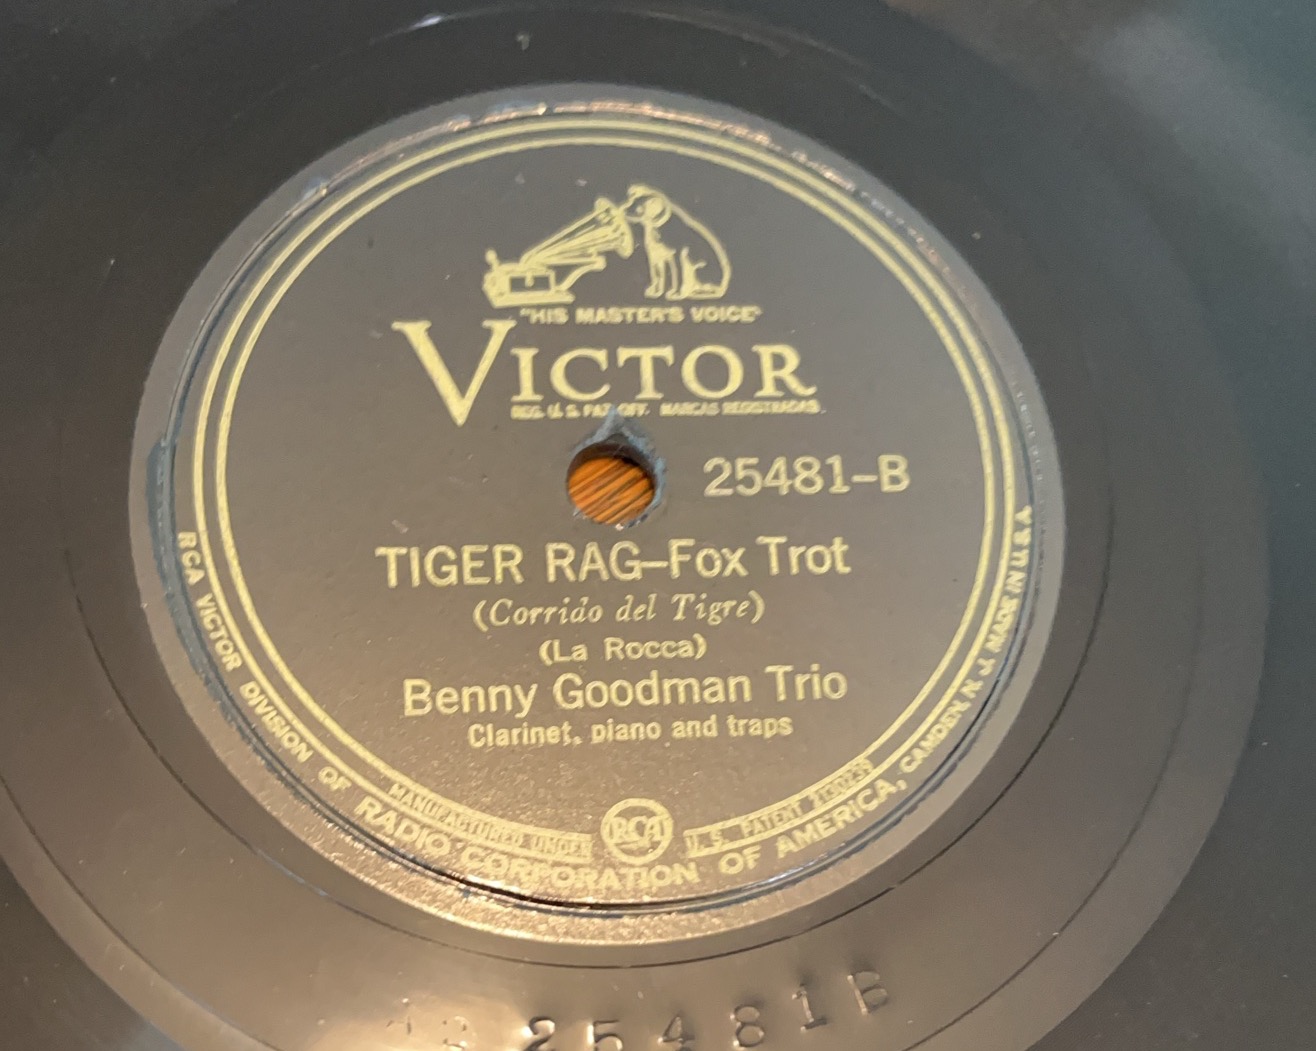 "HIS MASTER'S VOICE"
VICTOR
REG. U. S. PAT. OFF. MARCAS REGISTRADAS.
25481-B
TIGER RAG-Fox Trot
(Corrido del Tigre)
(La Rocca)
Benny Goodman Trio
Clarinet, piano and traps
MANUFACTURED UNDER RCA U. S. PATENT
RCA VICTOR DIVISION OF RADIO CORPORATION OF AMERICA, CAMDEN, N. J. MADE IN U.S.A.
25481B